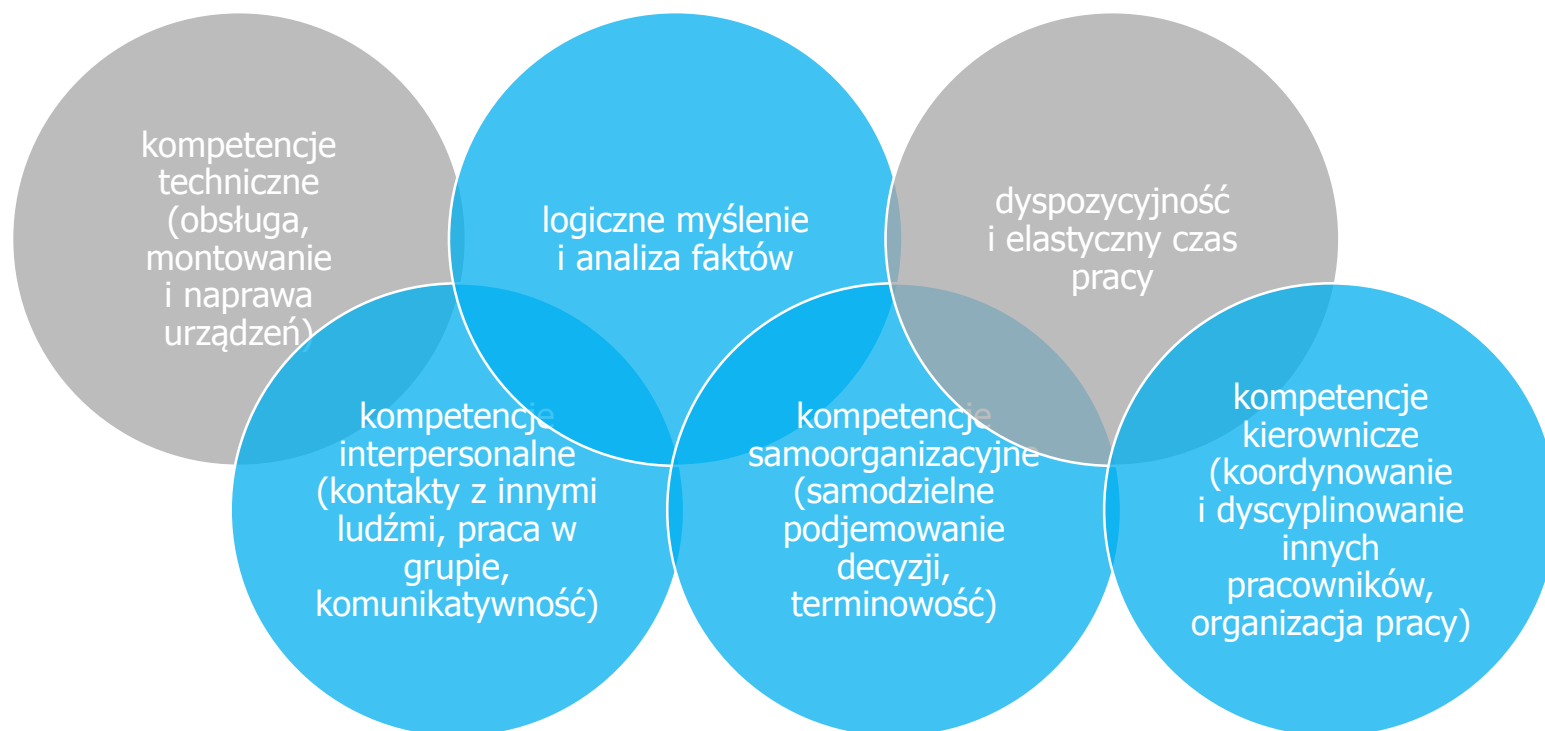 kompetencje
techniczne
(obsługa,
montowanie
i naprawa
urządzeń)
logiczne myślenie
i analiza faktów
dyspozycyjność
i elastyczny czas
pracy
kompetencje
interpersonalne
(kontakty z innymi
ludźmi, praca w
grupie,
komunikatywność)
kompetencje
samoorganizacyjne
(samodzielne
podjemowanie
decyzji,
terminowość)
kompetencje
kierownicze
(koordynowanie
i dyscyplinowanie
innych
pracowników,
organizacja pracy)